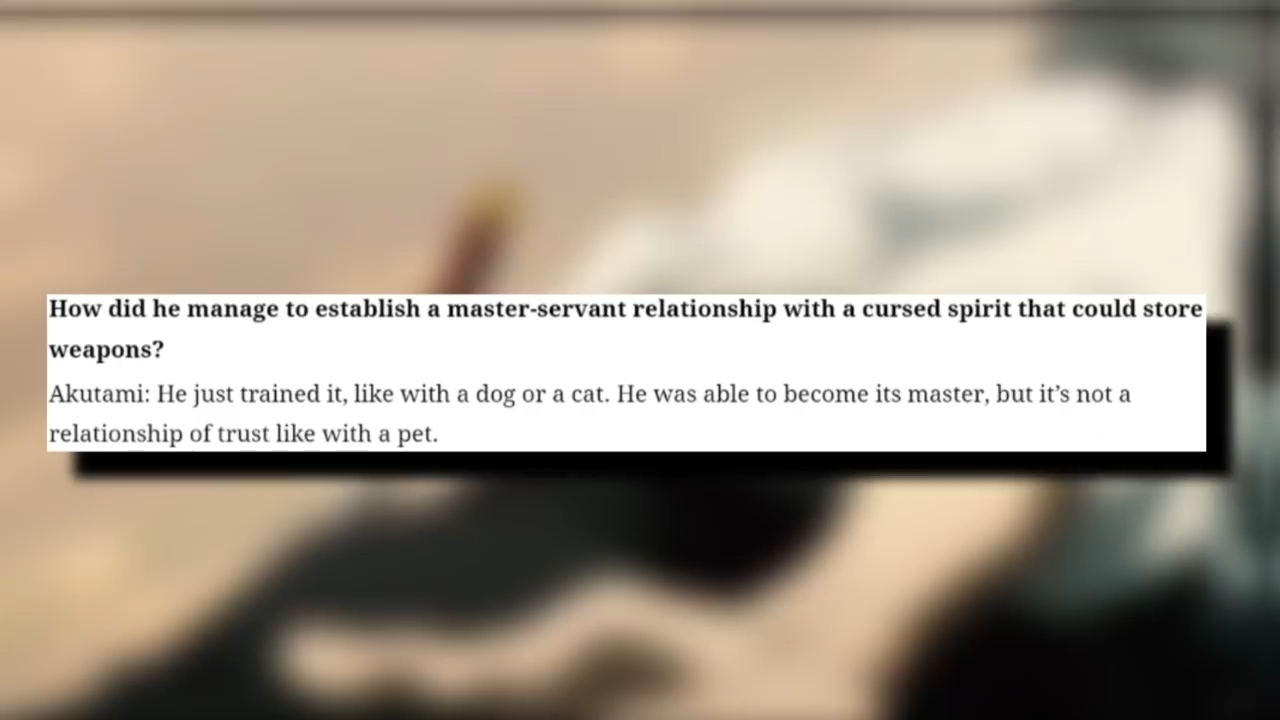 How did he manage to establish a master-servant relationship with a cursed spirit that could store
weapons?
Akutami: He just trained it, like with a dog or a cat. He was able to become its master, but it’s not a
relationship of trust like with a pet.